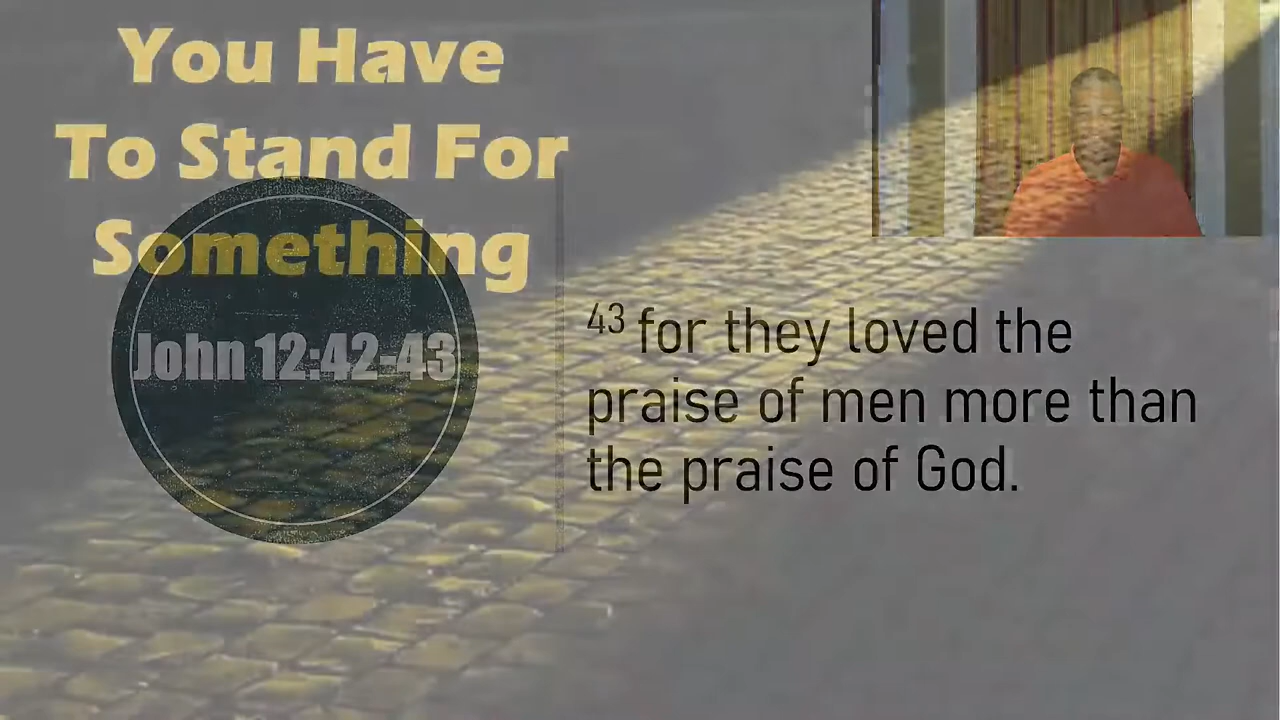 You Have
To Stand For
Something
John 12:42-43
43 for they loved the
praise of men more than
the praise of God.